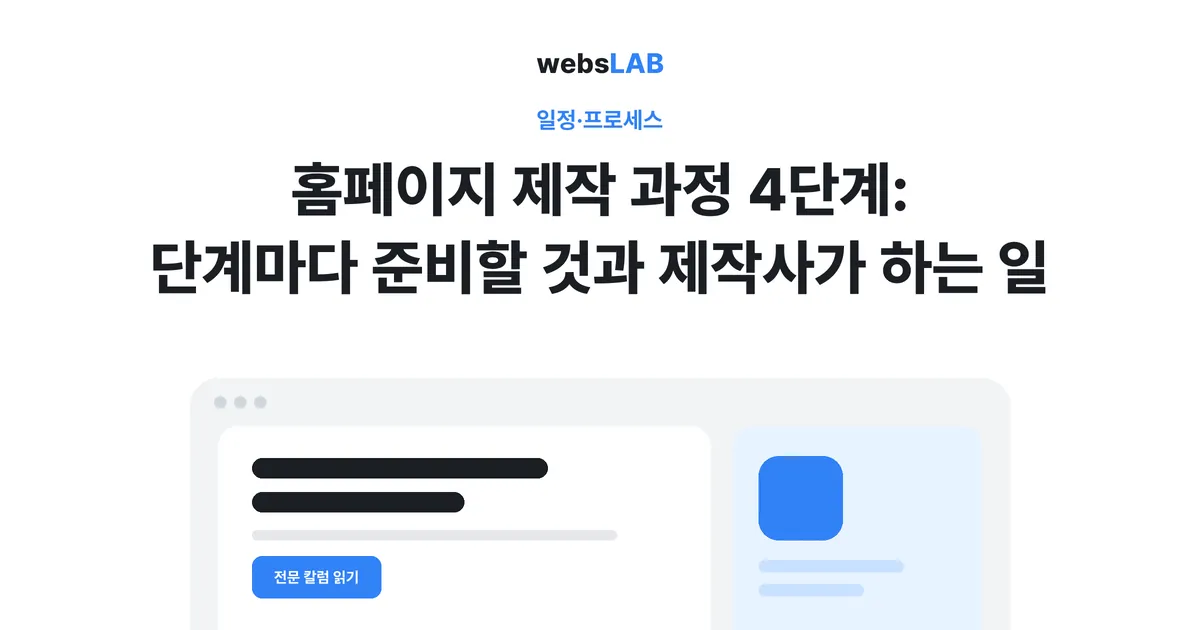 websLAB
일정·프로세스
홈페이지 제작 과정 4단계:
단계마다 준비할 것과 제작사가 하는 일
전문 칼럼 읽기